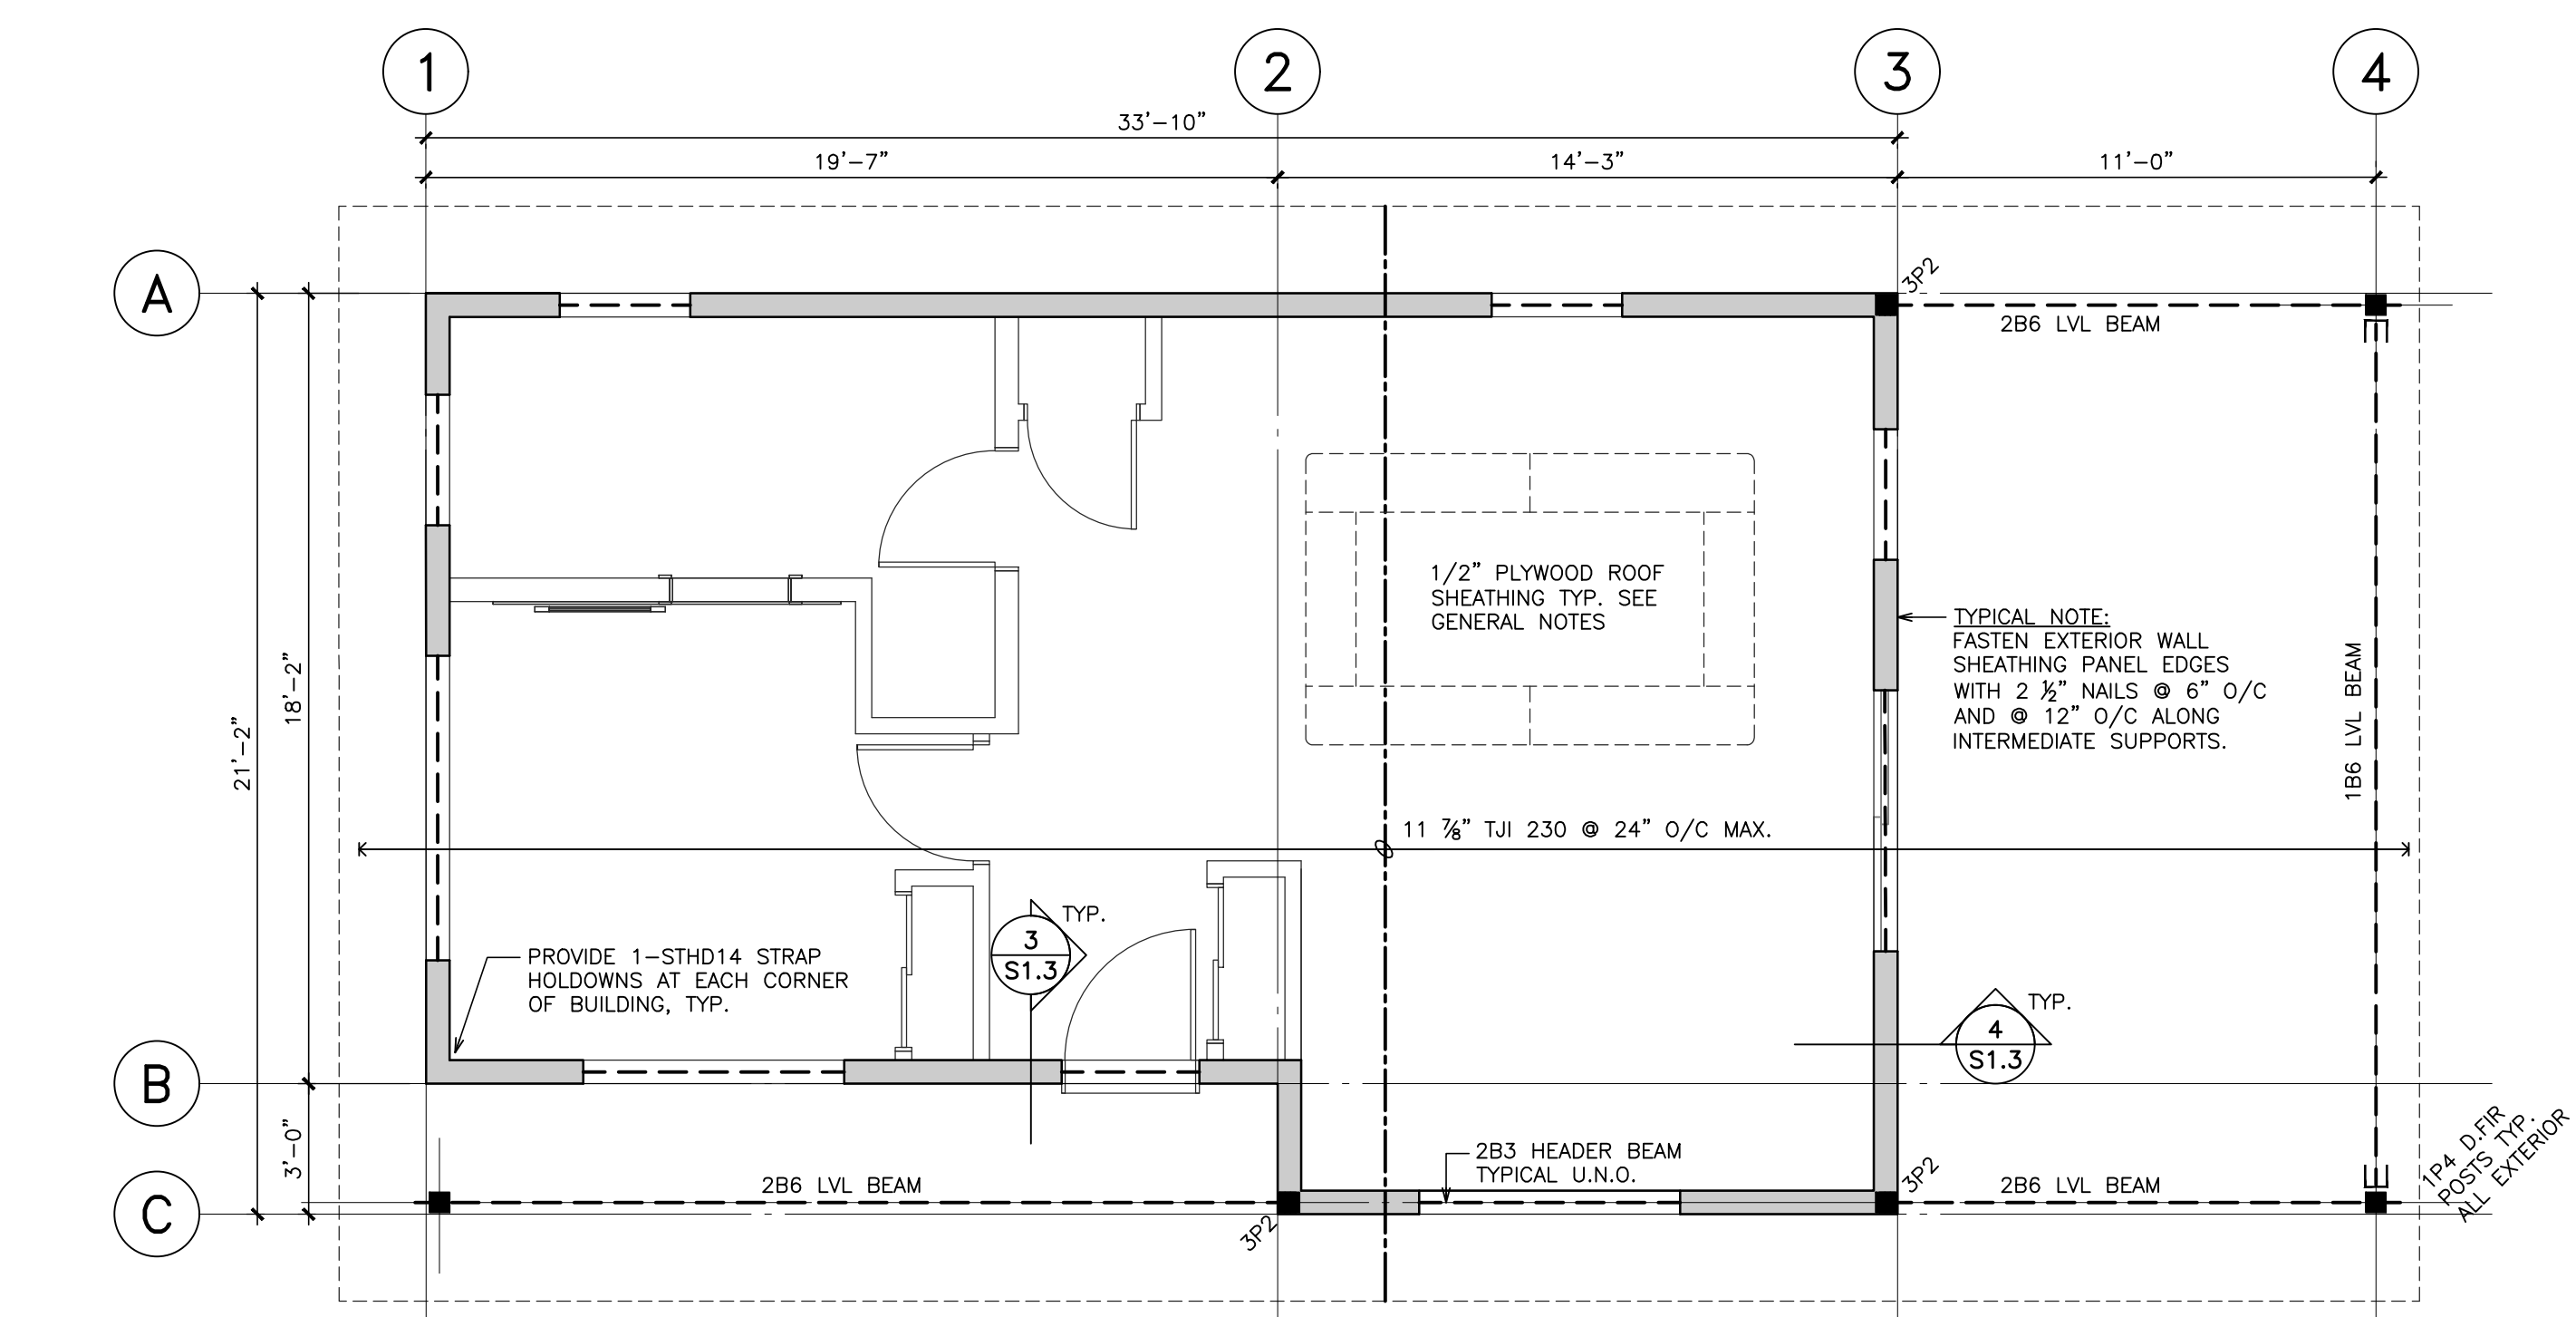 1
2
3
4
33'-10"
19'-7"
14'-3"
11'-0"
A
3P2
2B6 LVL BEAM
1/2" PLYWOOD ROOF
SHEATHING TYP. SEE
GENERAL NOTES
TYPICAL NOTE:
FASTEN EXTERIOR WALL
SHEATHING PANEL EDGES
WITH 2 ½" NAILS @ 6" O/C
AND @ 12" O/C ALONG
INTERMEDIATE SUPPORTS.
18'-2"
21'-2"
1B6 LVL BEAM
11 ⅞" TJI 230 @ 24" O/C MAX.
PROVIDE 1-STHD14 STRAP
HOLDOWNS AT EACH CORNER
OF BUILDING, TYP.
3
S1.3
TYP.
4
S1.3
TYP.
B
3'-0"
2B3 HEADER BEAM
TYPICAL U.N.O.
2B6 LVL BEAM
3P2
3P2
2B6 LVL BEAM
1P4 D.FIR
POSTS TYP.
ALL EXTERIOR
C